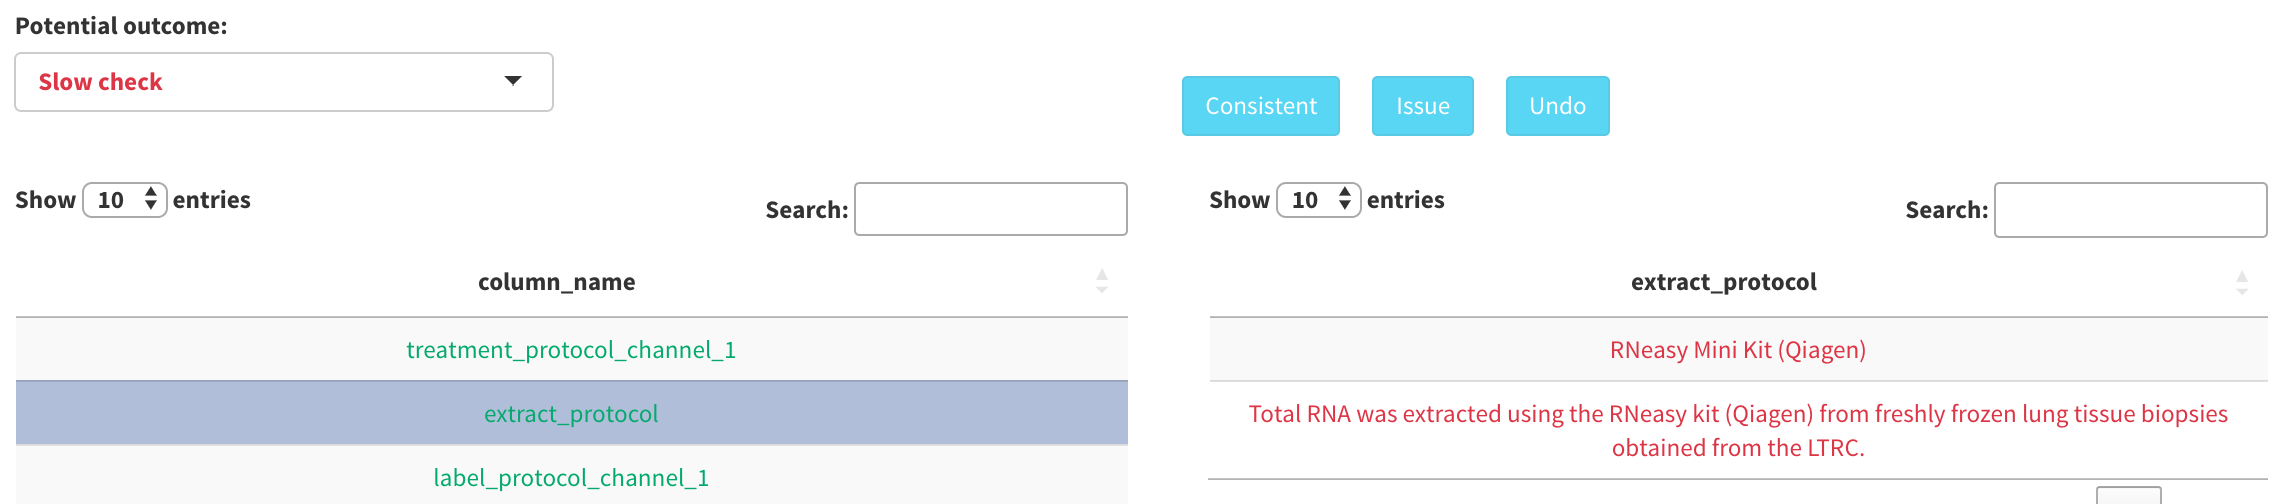 Potential outcome:
Slow check
Consistent Issue Undo
Show 10 entries
Search:
column_name
treatment_protocol_channel_1
extract_protocol
label_protocol_channel_1
Show 10 entries
Search:
extract_protocol
RNeasy Mini Kit (Qiagen)
Total RNA was extracted using the RNeasy kit (Qiagen) from freshly frozen lung tissue biopsies
obtained from the LTRC.